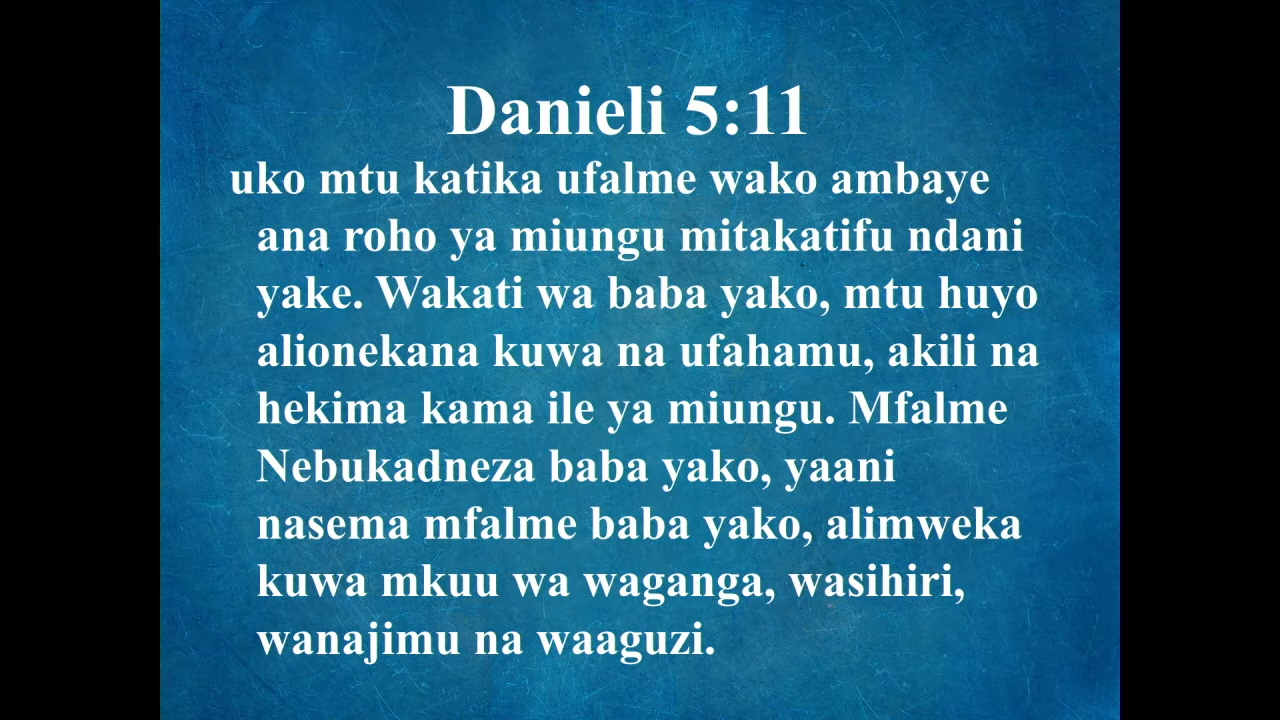 Danieli 5:11
uko mtu katika ufalme wako ambaye
ana roho ya miungu mitakatifu ndani
yake. Wakati wa baba yako, mtu huyo
alionekana kuwa na ufahamu, akili na
hekima kama ile ya miungu. Mfalme
Nebukadneza baba yako, yaani
nasema mfalme baba yako, alimweka
kuwa mkuu wa waganga, wasihiri,
wanajimu na waaguzi.